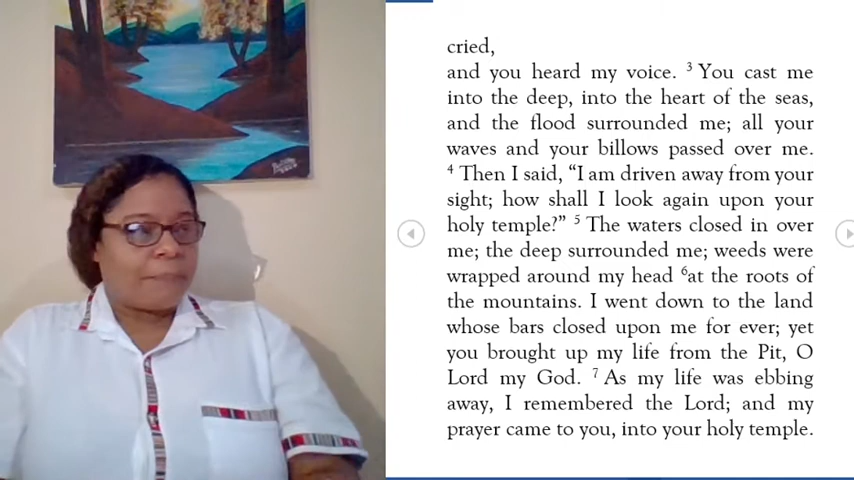 cried,
and you heard my voice. ³ You cast me
into the deep, into the heart of the seas,
and the flood surrounded me; all your
waves and your billows passed over me.
⁴ Then I said, “I am driven away from your
sight; how shall I look again upon your
holy temple?” ⁵ The waters closed in over
me; the deep surrounded me; weeds were
wrapped around my head ⁶at the roots of
the mountains. I went down to the land
whose bars closed upon me for ever; yet
you brought up my life from the Pit, O
Lord my God. ⁷ As my life was ebbing
away, I remembered the Lord; and my
prayer came to you, into your holy temple.